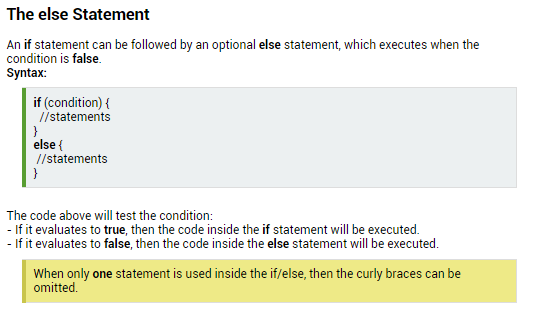 The else Statement
An if statement can be followed by an optional else statement, which executes when the
condition is false.
Syntax:
if (condition) {
//statements
}
else {
//statements
}
The code above will test the condition:
- If it evaluates to true, then the code inside the if statement will be executed.
- If it evaluates to false, then the code inside the else statement will be executed.
When only one statement is used inside the if/else, then the curly braces can be
omitted.